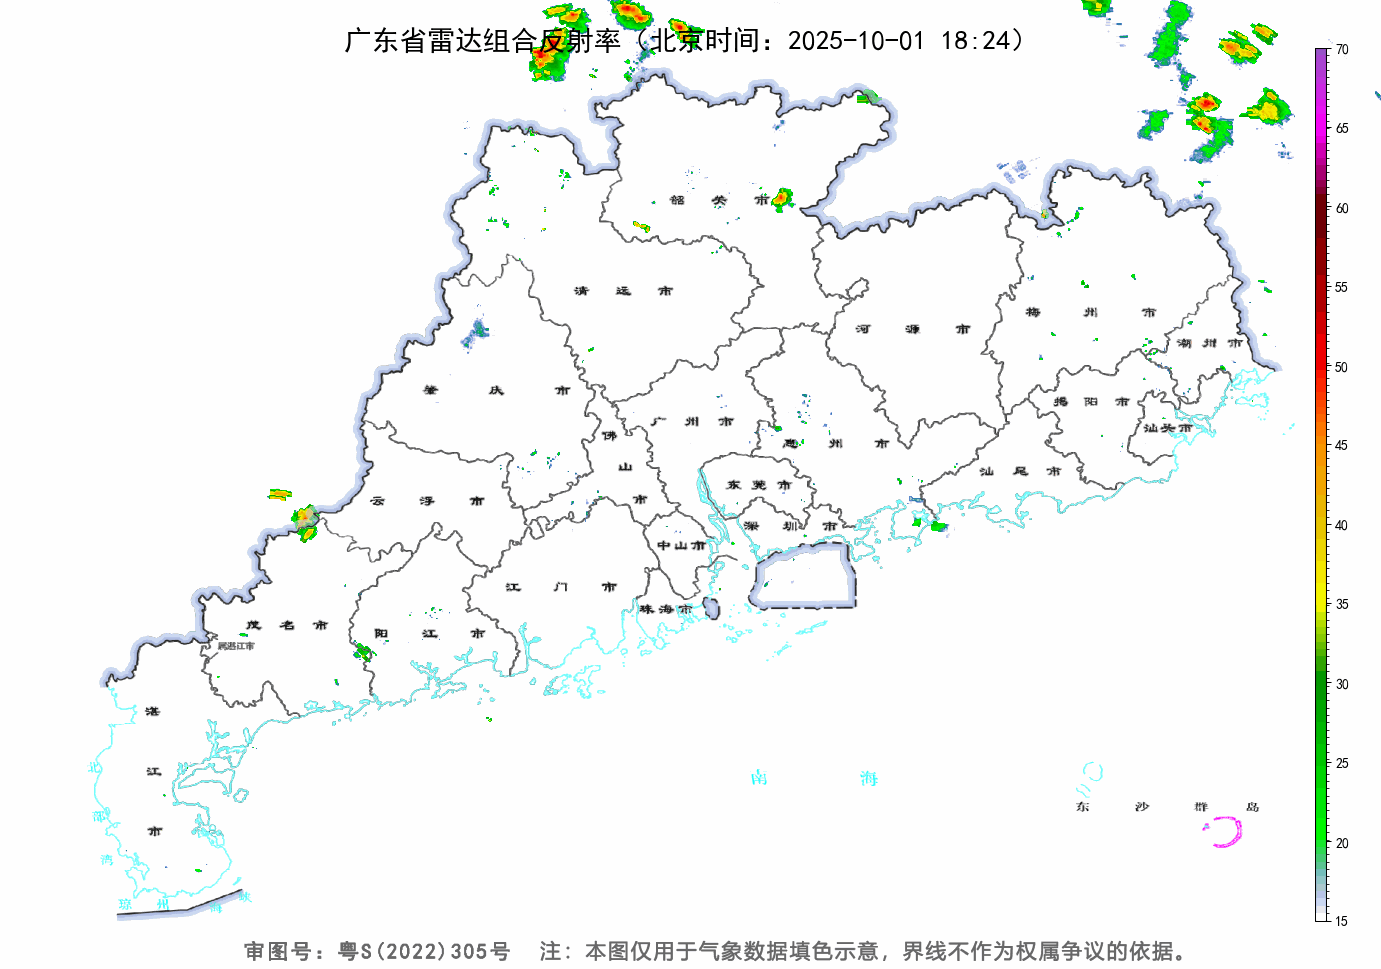 广东省雷达组合反射率（北京时间：2025-10-01 18:24）
70
65
60
55
50
45
40
35
30
25
20
15
韶关市
清远市
河源市
梅州市
潮州市
肇庆市
广州市
惠州市
揭阳市
汕头市
佛山市
汕尾市
东莞市
云浮市
深圳市
中山市
江门市
珠海市
茂名市
阳江市
属湛江市
湛江市
北部湾
琼州海峡
南海
东沙群岛
审图号：粤S(2022)305号 注：本图仅用于气象数据填色示意，界线不作为权属争议的依据。